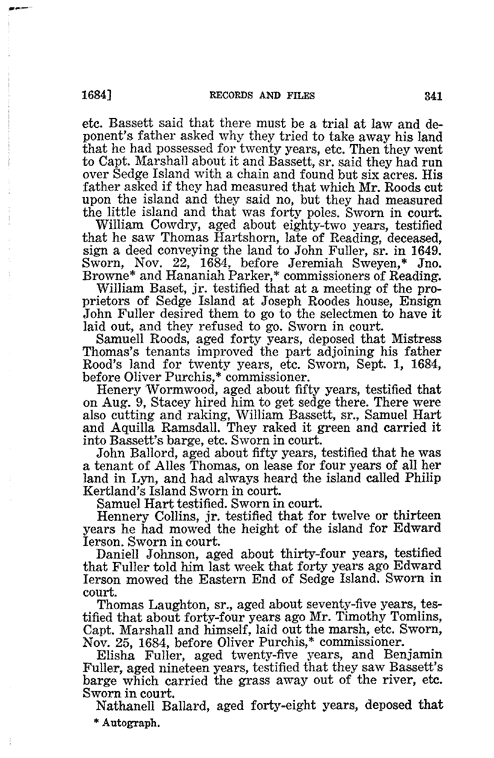 1684] RECORDS AND FILES 341
etc. Bassett said that there must be a trial at law and de-
ponent's father asked why they tried to take away his land
that he had possessed for twenty years, etc. Then they went
to Capt. Marshall about it and Bassett, sr. said they had run
over Sedge Island with a chain and found but six acres. His
father asked if they had measured that which Mr. Roods cut
upon the island and they said no, but they had measured
the little island and that was forty poles. Sworn in court.
William Cowdry, aged about eighty-two years, testified
that he saw Thomas Hartshorn, late of Reading, deceased,
sign a deed conveying the land to John Fuller, sr. in 1649.
Sworn, Nov. 22, 1684, before Jeremiah Sweyen,* Jno.
Browne* and Hananiah Parker,* commissioners of Reading.
William Baset, jr. testified that at a meeting of the pro-
prietors of Sedge Island at Joseph Roodes house, Ensign
John Fuller desired them to go to the selectmen to have it
laid out, and they refused to go. Sworn in court.
Samuell Roods, aged forty years, deposed that Mistress
Thomas's tenants improved the part adjoining his father
Rood's land for twenty years, etc. Sworn, Sept. 1, 1684,
before Oliver Purchis,* commissioner.
Henery Wormwood, aged about fifty years, testified that
on Aug. 9, Stacey hired him to get sedge there. There were
also cutting and raking, William Bassett, sr., Samuel Hart
and Aquilla Ramsdall. They raked it green and carried it
into Bassett's barge, etc. Sworn in court.
John Ballord, aged about fifty years, testified that he was
a tenant of Alles Thomas, on lease for four years of all her
land in Lyn, and had always heard the island called Philip
Kertland's Island Sworn in court.
Samuel Hart testified. Sworn in court.
Hennery Collins, jr. testified that for twelve or thirteen
years he had mowed the height of the island for Edward
Ierson. Sworn in court.
Daniell Johnson, aged about thirty-four years, testified
that Fuller told him last week that forty years ago Edward
Ierson mowed the Eastern End of Sedge Island. Sworn in
court.
Thomas Laughton, sr., aged about seventy-five years, tes-
tified that about forty-four years ago Mr. Timothy Tomlins,
Capt. Marshall and himself, laid out the marsh, etc. Sworn,
Nov. 25, 1684, before Oliver Purchis,* commissioner.
Elisha Fuller, aged twenty-five years, and Benjamin
Fuller, aged nineteen years, testified that they saw Bassett's
barge which carried the grass away out of the river, etc.
Sworn in court.
Nathanell Ballard, aged forty-eight years, deposed that
* Autograph.